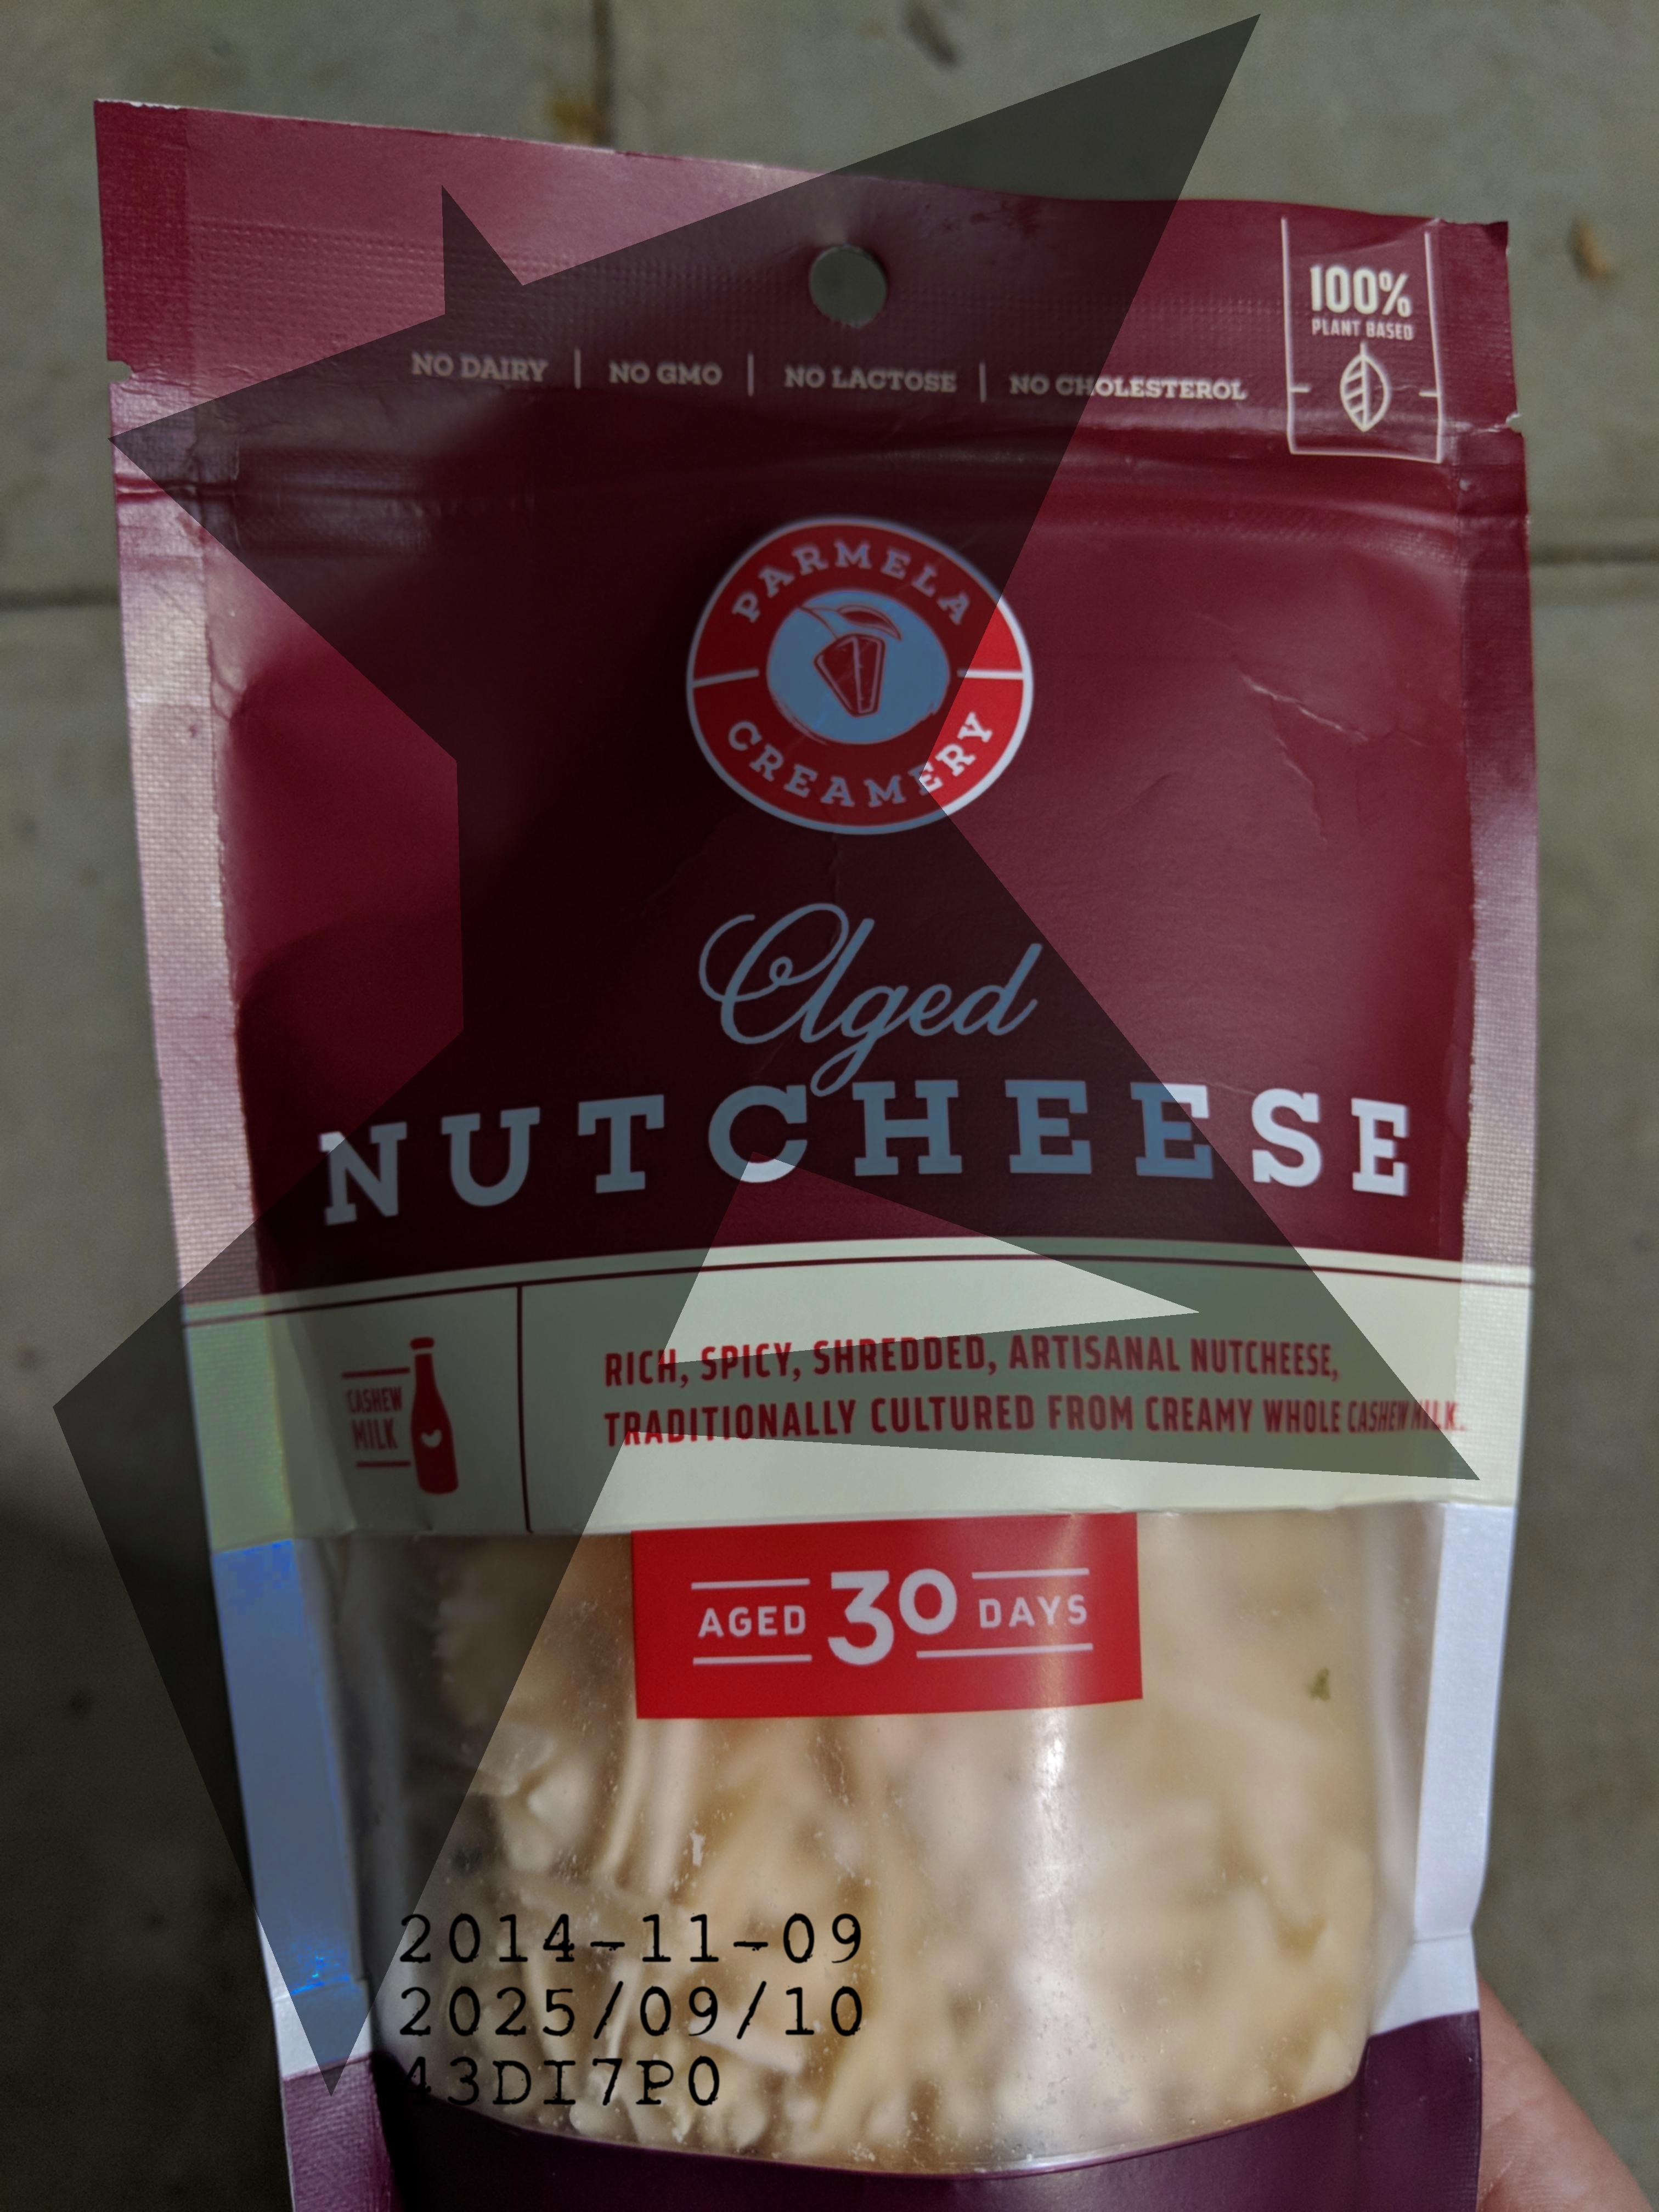 100%
PLANT BASED
NO DAIRY | NO GMO | NO LACTOSE | NO CHOLESTEROL
PARMELA
CREAMERY
Aged
NUTCHEESE
CASHEW
MILK
RICH, SPICY, SHREDDED, ARTISANAL NUTCHEESE,
TRADITIONALLY CULTURED FROM CREAMY WHOLE CASHEW MILK.
AGED 30 DAYS
2014-11-09
2025/09/10
43DI7P0